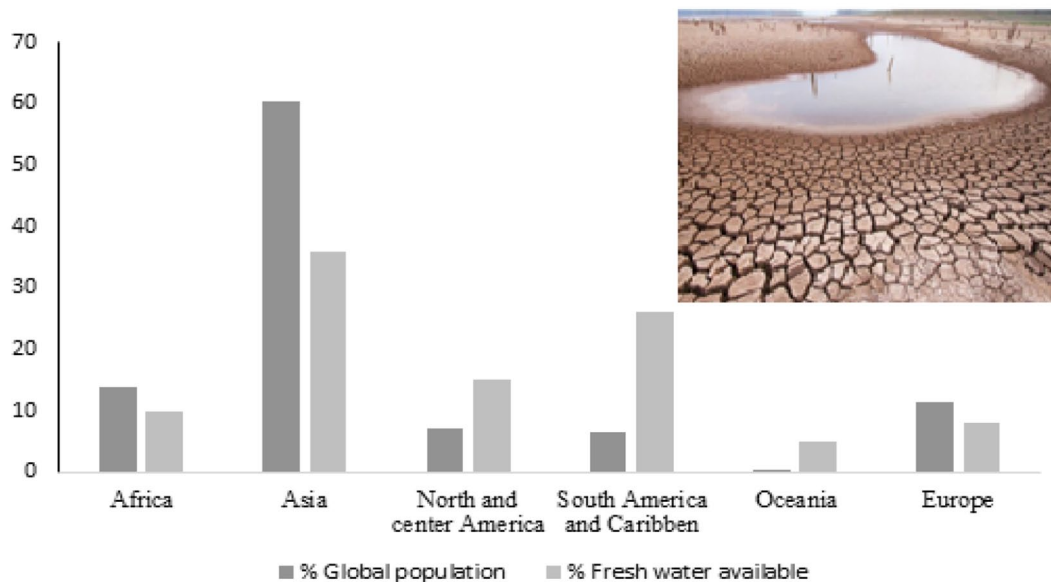 70
60
50
40
30
20
10
0
Africa
Asia
North and
center America
South America
and Caribben
Oceania
Europe
% Global population
% Fresh water available